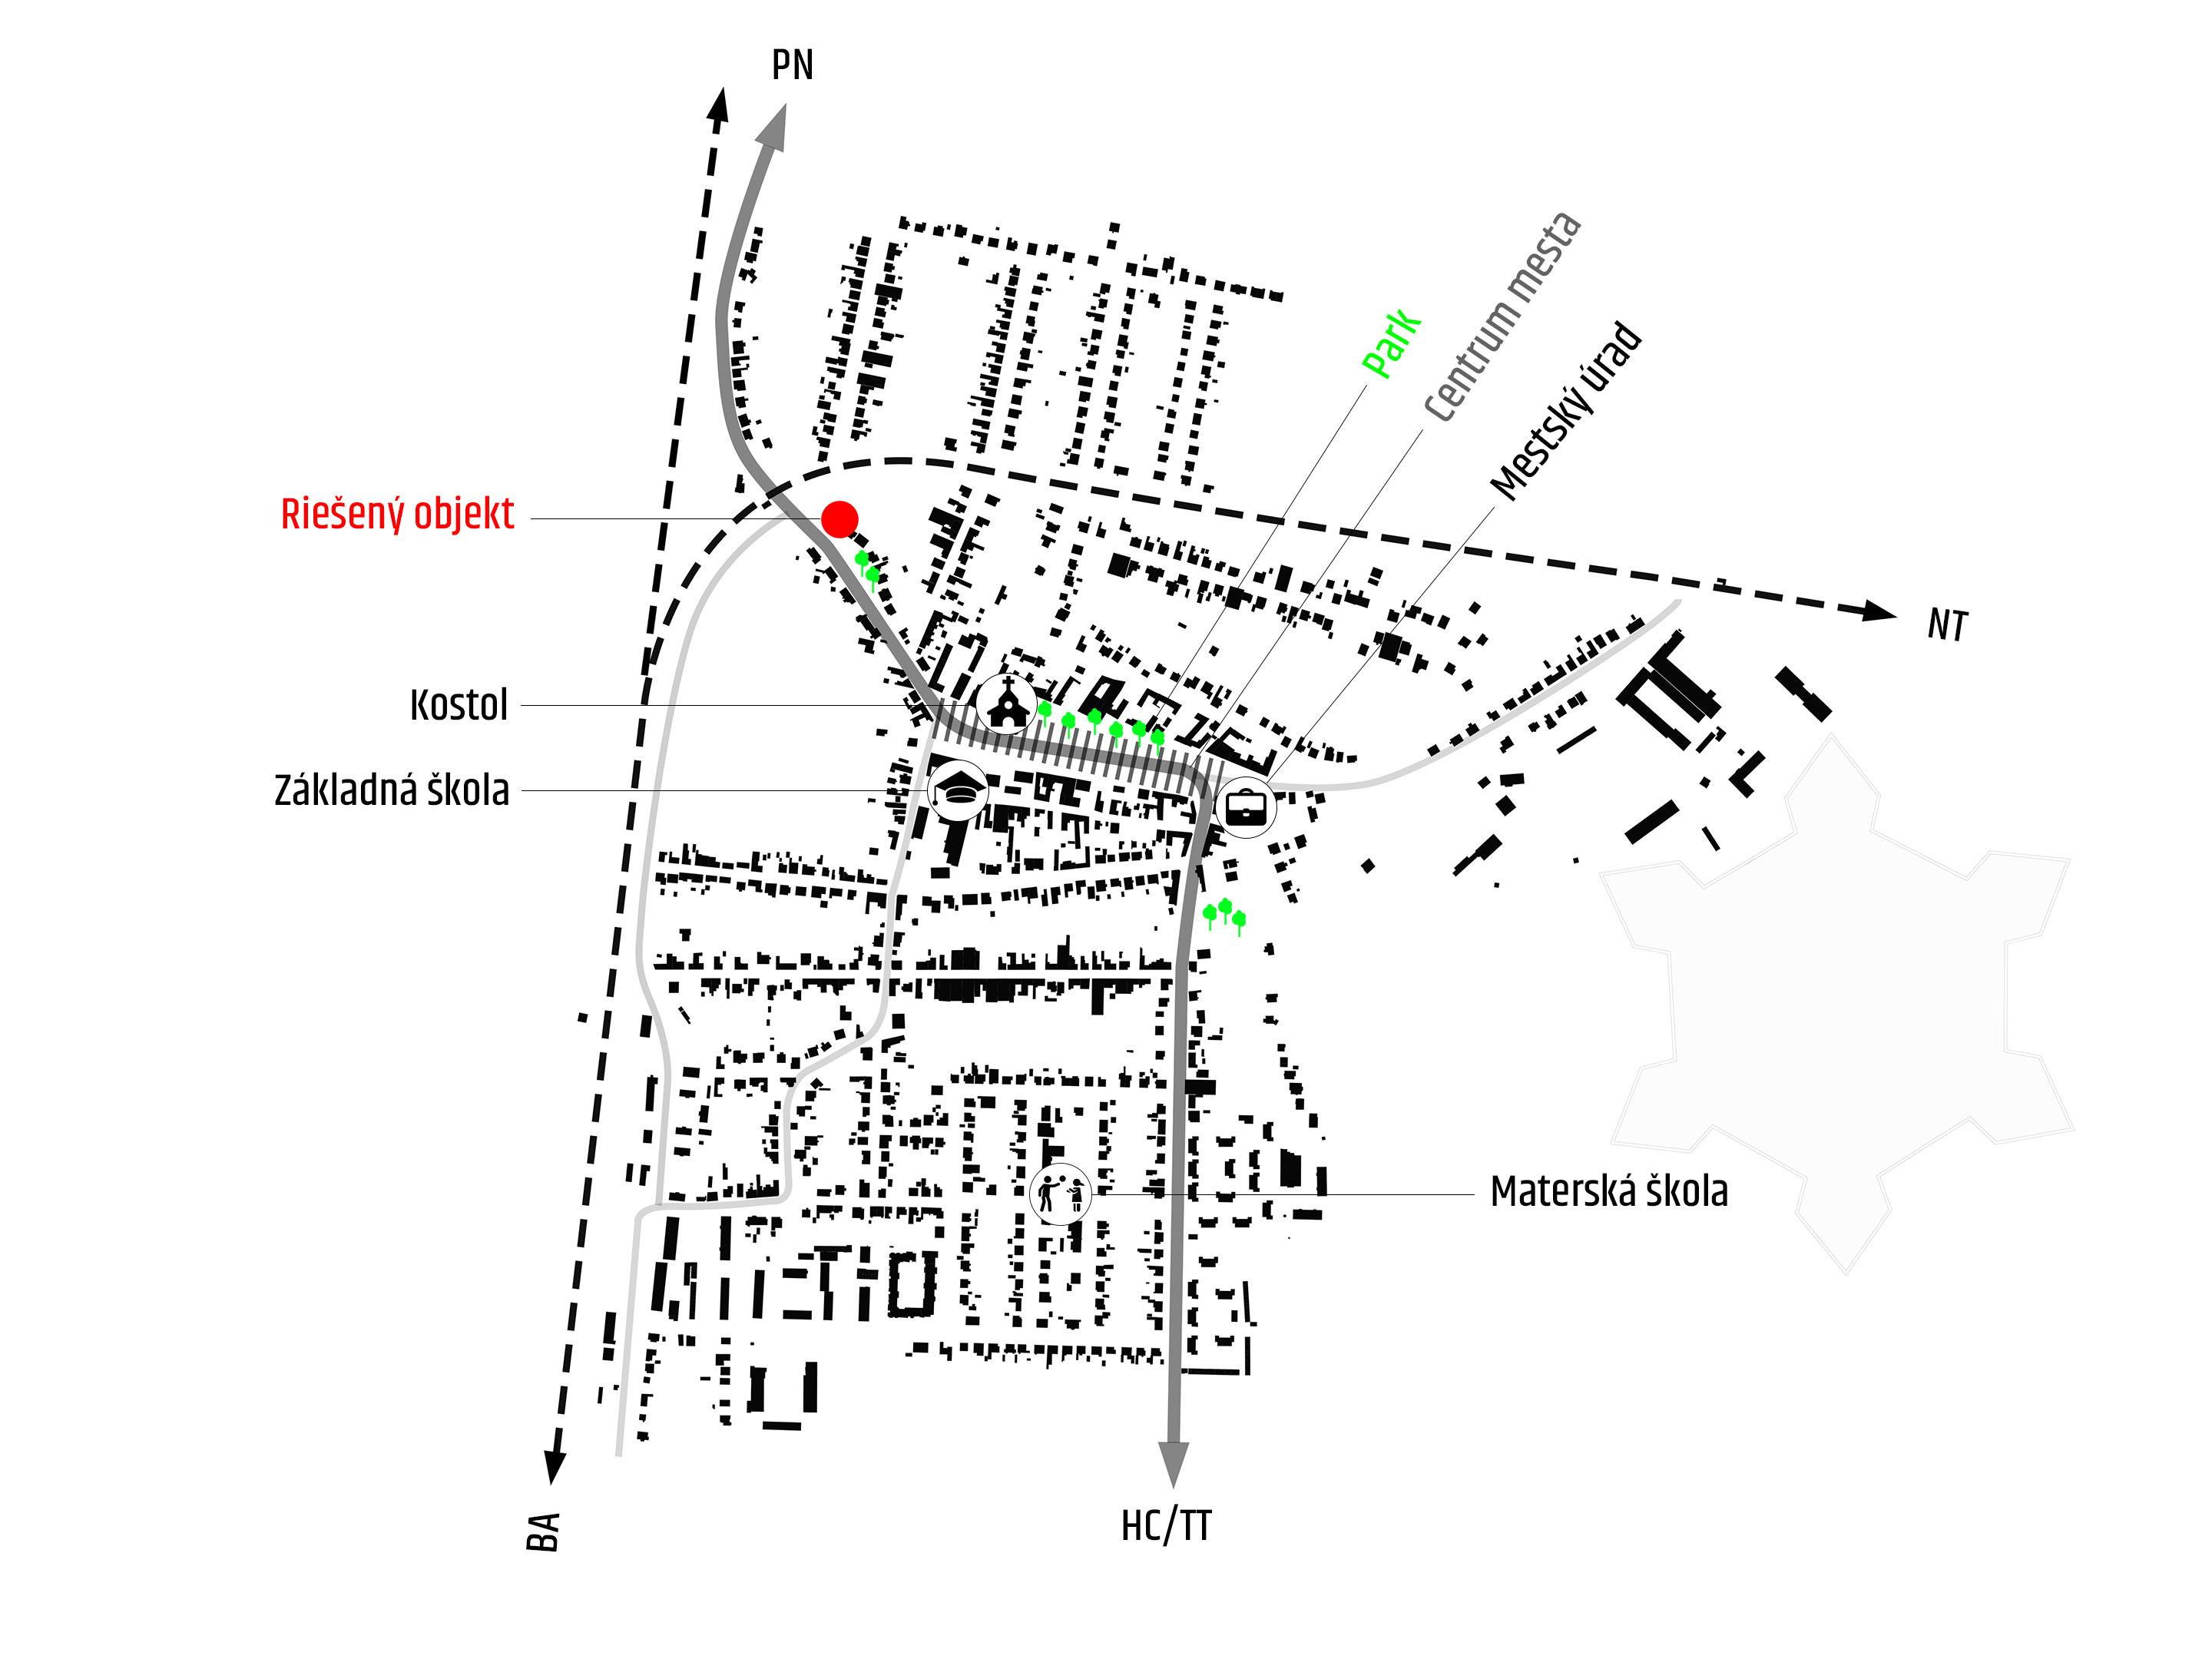 PN
Park
Centrum mesta
Mestský úrad
Riešený objekt
NT
Kostol
Základná škola
Materská škola
BA
HC/TT